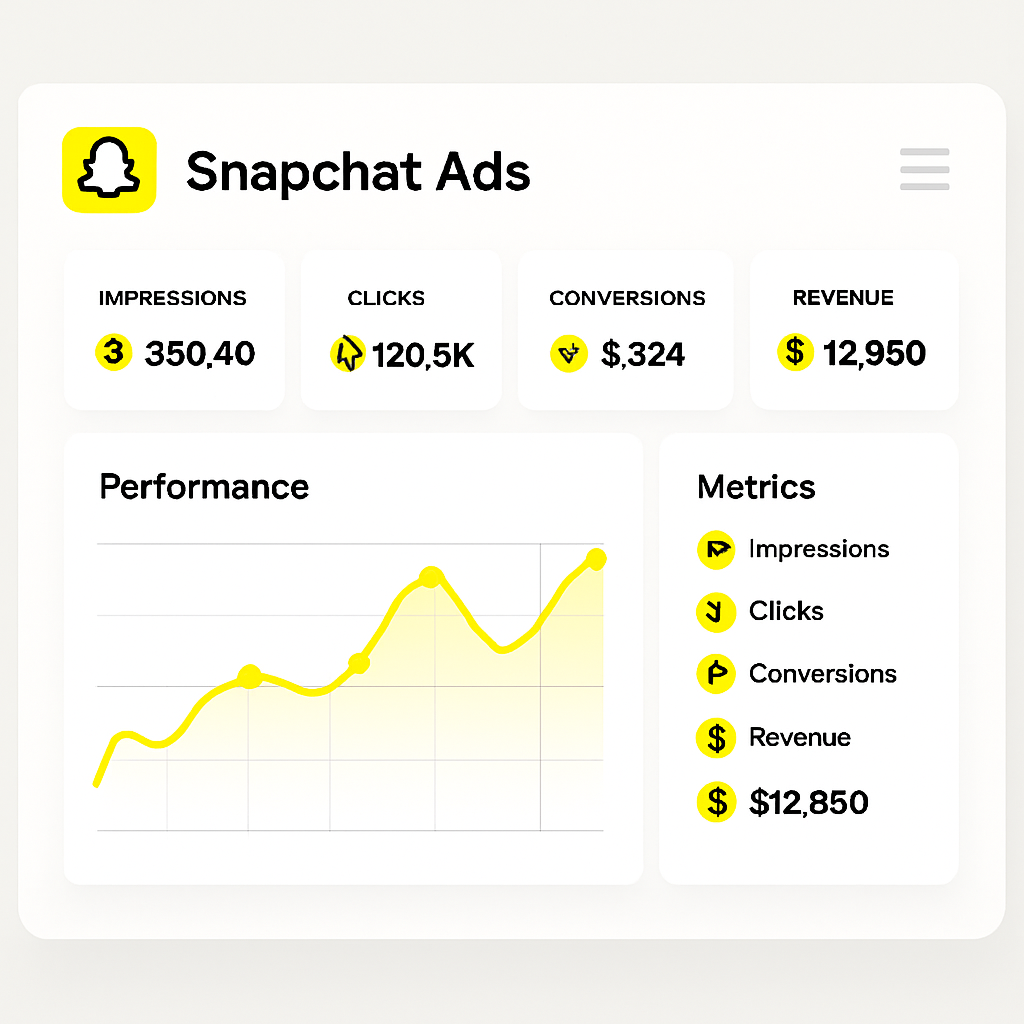 Snapchat Ads
IMPRESSIONS
3 350,40
CLICKS
120,5K
CONVERSIONS
$,324
REVENUE
$ 12,950
Performance
Metrics
Impressions
Clicks
Conversions
$ Revenue
$ $12,850